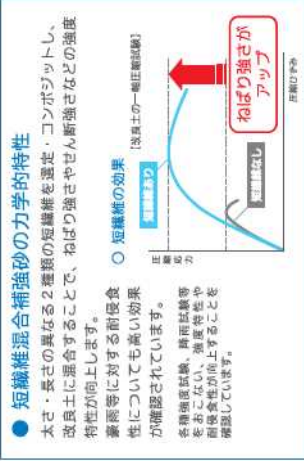 ● 短繊維混合補強砂の力学的特性
太さ・長さの異なる2種類の短繊維を選定・コンポジットし、
改良土に混合することで、ねばり強さやせん断強さなどの強度
特性が向上します。
豪雨等に対する耐侵食
性についても高い効果
が確認されています。
各種強度試験、降雨試験等
をおこない、強度特性や
耐侵食性が向上することを
確認しています。
○ 短繊維の効果
【改良土の一軸圧縮試験】
圧縮応力
短繊維あり
短繊維なし
ねばり強さが
アップ
圧縮ひずみ